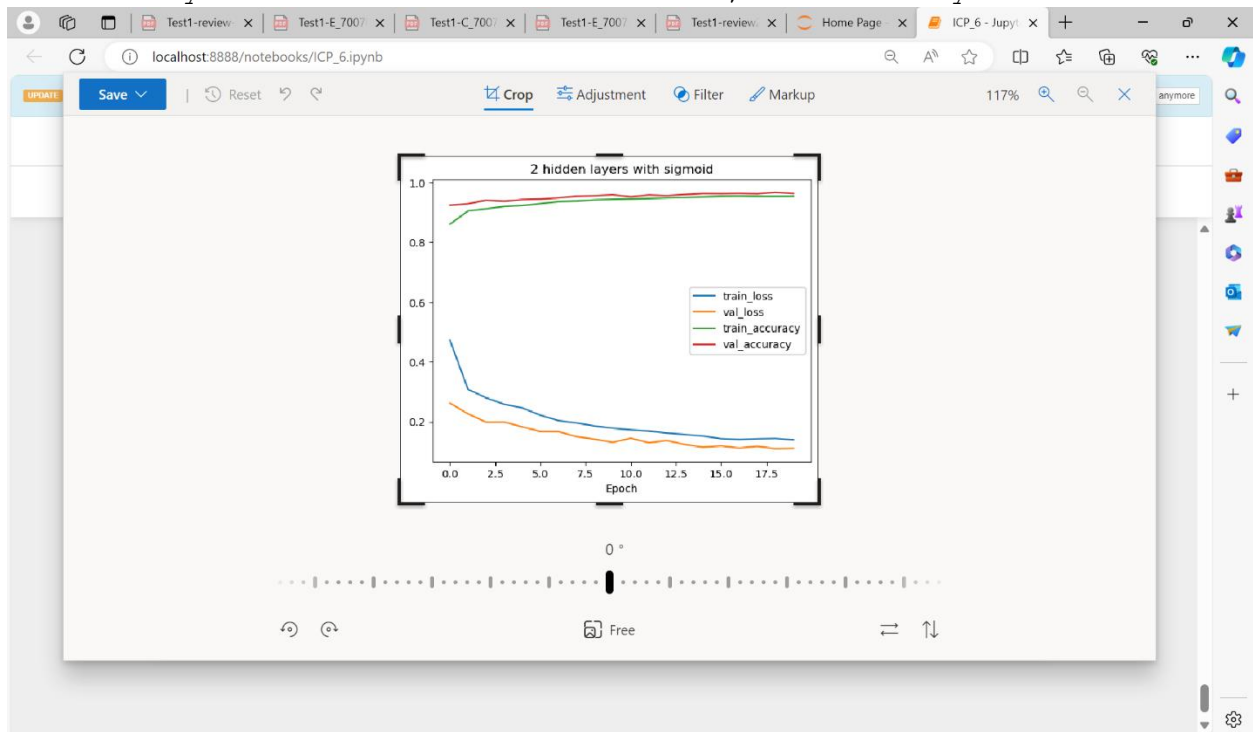 Test1-review-
Test1-E_7007
Test1-C_7007
Test1-E_7007
Test1-review
Home Page -
ICP_6 - Jupyt
localhost:8888/notebooks/ICP_6.ipynb
UPDATE
Save
Reset
Crop
Adjustment
Filter
Markup
117%
anymore
2 hidden layers with sigmoid
1.0
0.8
0.6
0.4
0.2
train_loss
val_loss
train_accuracy
val_accuracy
0.0 2.5 5.0 7.5 10.0 12.5 15.0 17.5
Epoch
0 °
Free